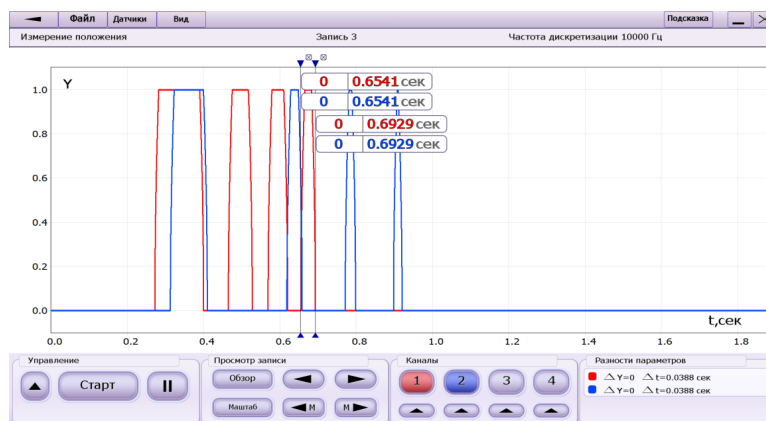 Файл Датчики Вид Подсказка
Измерение положения Запись 3 Частота дискретизации 10000 Гц
Y
0 0.6541 сек
0 0.6541 сек
0 0.6929 сек
0 0.6929 сек
1.0
0.8
0.6
0.4
0.2
0.0
t,сек
0.0 0.2 0.4 0.6 0.8 1.0 1.2 1.4 1.6 1.8
Управление Просмотр записи Каналы Разности параметров
Старт
Обзор
Маштаб М М
1 2 3 4
△ Y=0 △ t=0.0388 сек
△ Y=0 △ t=0.0388 сек